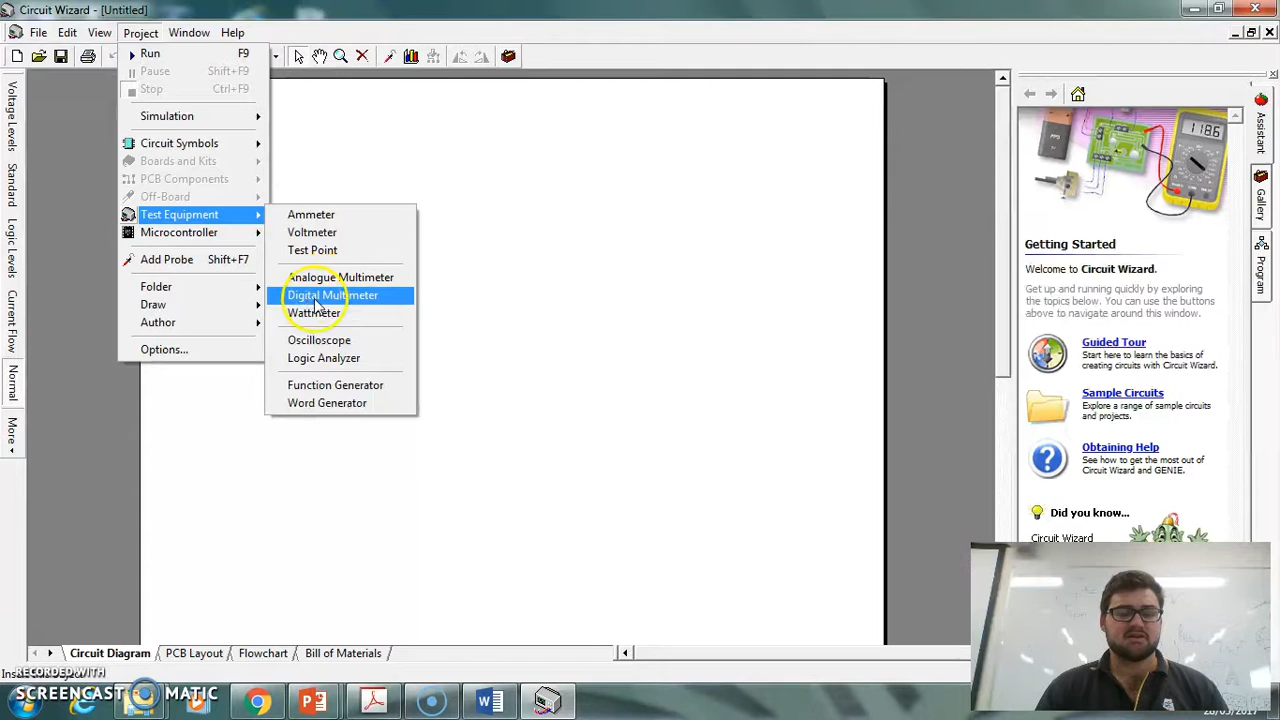 Circuit Wizard - [Untitled]
File Edit View Project Window Help
Run F9
Pause Shift+F9
Stop Ctrl+F9
Simulation
Circuit Symbols
Boards and Kits
PCB Components
Off-Board
Test Equipment
Microcontroller
Add Probe Shift+F7
Folder
Draw
Author
Options...
Ammeter
Voltmeter
Test Point
Analogue Multimeter
Digital Multimeter
Wattmeter
Oscilloscope
Logic Analyzer
Function Generator
Word Generator
Voltage Levels
Standard
Logic Levels
Current Flow
Normal
More
118.6
Getting Started
Welcome to Circuit Wizard.
Get up and running quickly by exploring
the topics below. You can use the buttons
above to navigate around this window.
Guided Tour
Start here to learn the basics of
creating circuits with Circuit Wizard.
Sample Circuits
Explore a range of sample circuits
and projects.
Obtaining Help
See how to get the most out of
Circuit Wizard and GENIE.
Did you know...
Circuit Wizard
Assistant
Gallery
Program
Circuit Diagram PCB Layout Flowchart Bill of Materials
RECORDED WITH
SCREENCAST MATIC